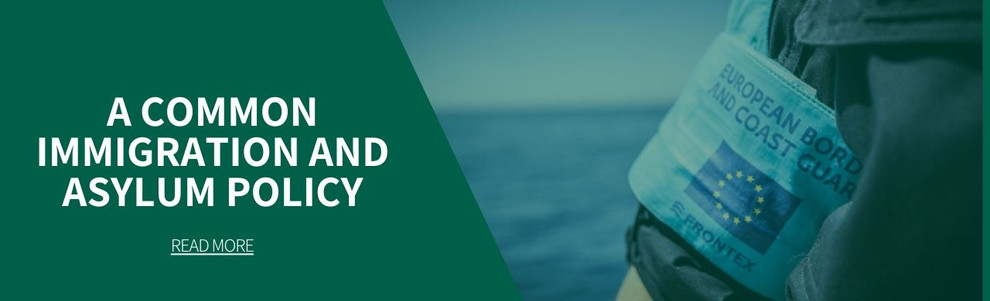 A COMMON
IMMIGRATION AND
ASYLUM POLICY
READ MORE
EUROPEAN BORD
AND COAST GUAR
FRONTEX